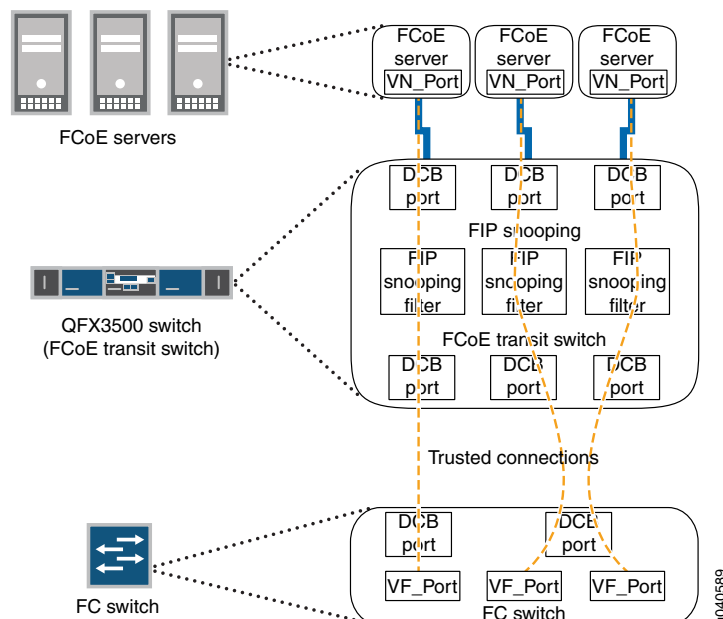 FCoE
server
VN_Port
FCoE
server
VN_Port
FCoE
server
VN_Port
FCoE servers
DCB
port
DCB
port
DCB
port
FIP snooping
FIP
snooping
filter
FIP
snooping
filter
FIP
snooping
filter
QFX3500 switch
(FCoE transit switch)
FCoE transit switch
DCB
port
DCB
port
DCB
port
Trusted connections
DCB
port
DCB
port
VF_Port
VF_Port
VF_Port
FC switch
FC switch